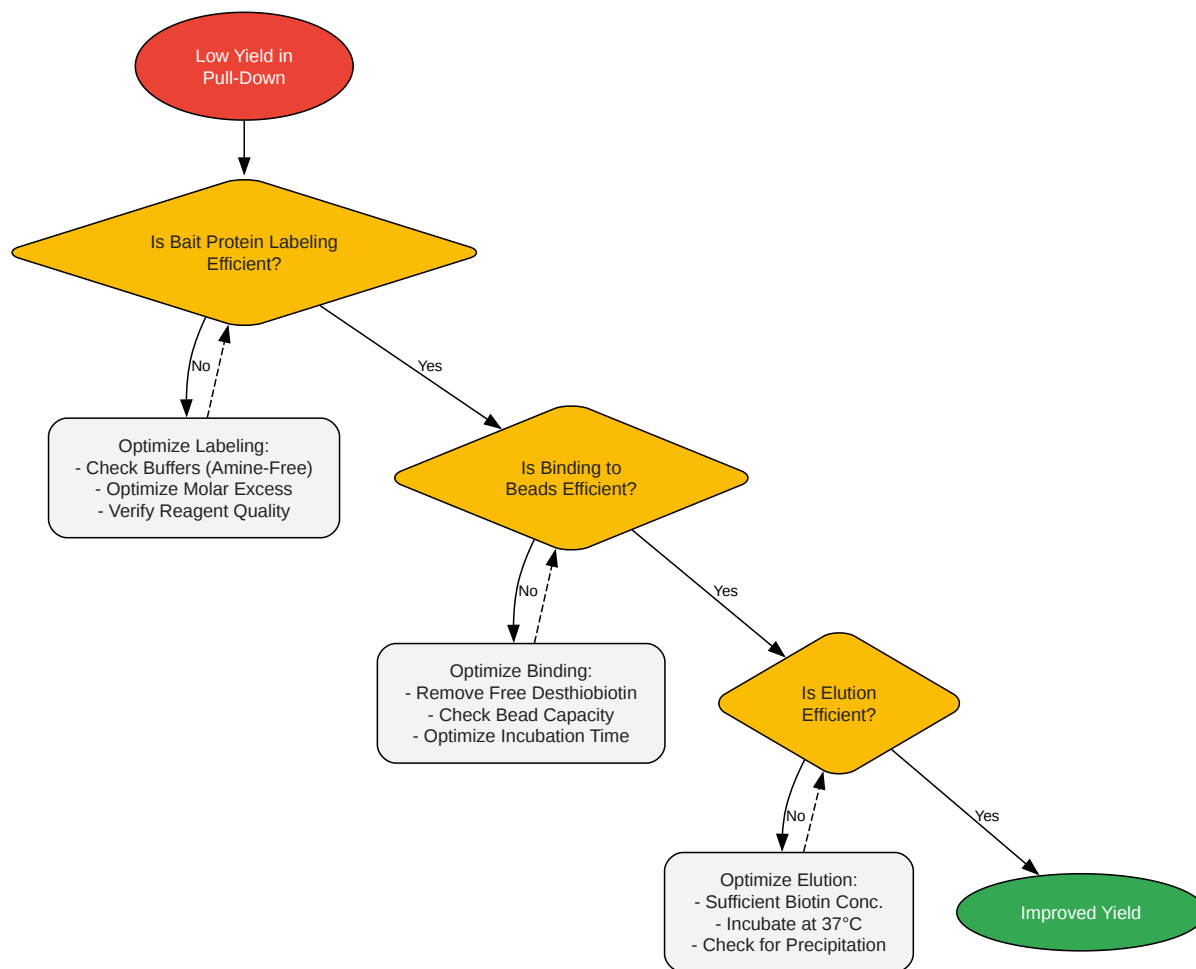 Low Yield in
Pull-Down
Is Bait Protein Labeling
Efficient?
No
Yes
Optimize Labeling:
- Check Buffers (Amine-Free)
- Optimize Molar Excess
- Verify Reagent Quality
Is Binding to
Beads Efficient?
No
Yes
Optimize Binding:
- Remove Free Desthiobiotin
- Check Bead Capacity
- Optimize Incubation Time
Is Elution
Efficient?
No
Yes
Optimize Elution:
- Sufficient Biotin Conc.
- Incubate at 37°C
- Check for Precipitation
Improved Yield